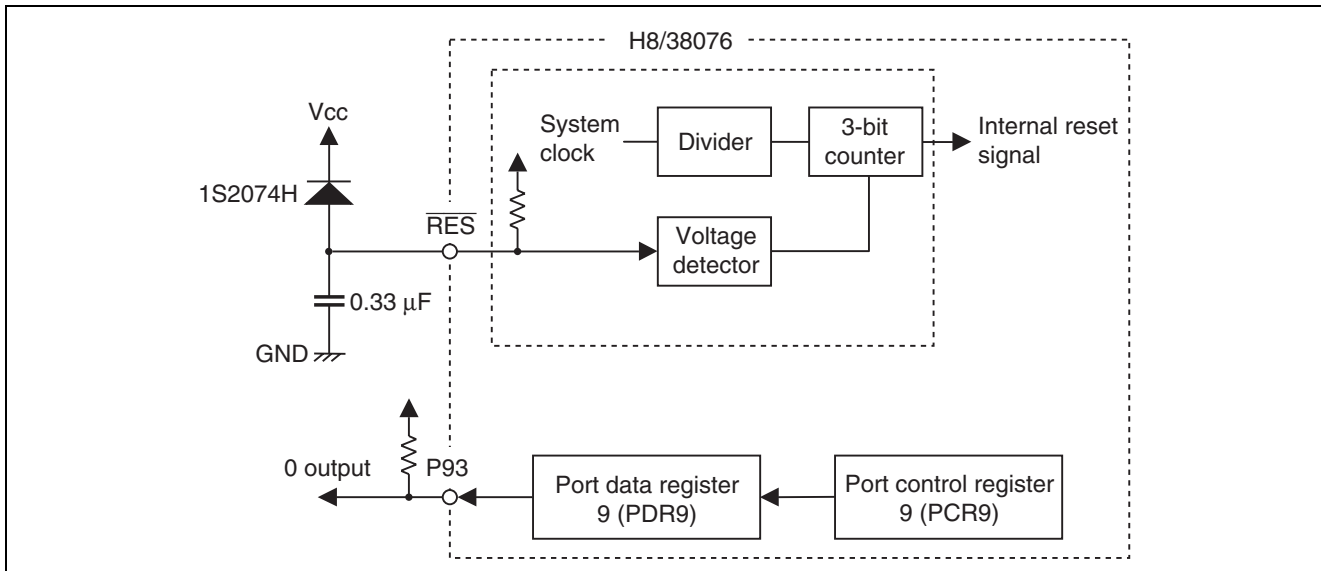 H8/38076
Vcc
1S2074H
RES
0.33 μF
GND
System
clock
Divider
3-bit
counter
Internal reset
signal
Voltage
detector
0 output
P93
Port data register
9 (PDR9)
Port control register
9 (PCR9)